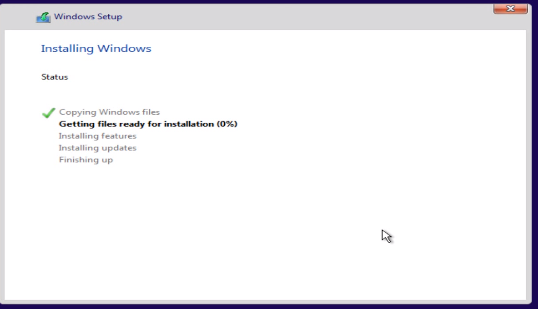 Windows Setup
Installing Windows
Status
Copying Windows files
Getting files ready for installation (0%)
Installing features
Installing updates
Finishing up